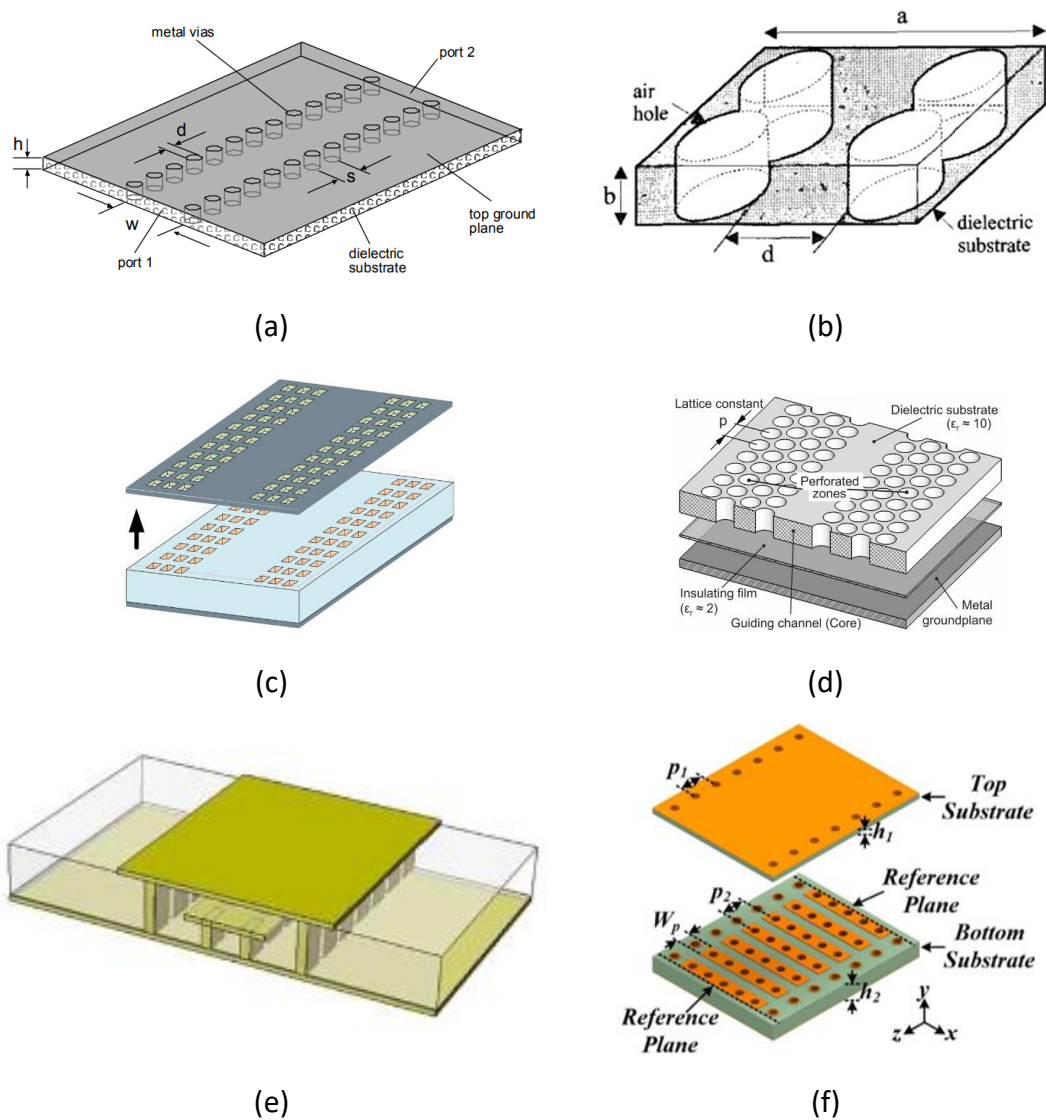 metal vias
port 2
d
h
s
w
top ground
plane
port 1
dielectric
substrate
(a)
a
air
hole
b
d
dielectric
substrate
(b)
(c)
Lattice constant
p
Dielectric substrate
(εr ≈ 10)
Perforated
zones
Insulating film
(εr ≈ 2)
Guiding channel (Core)
Metal
groundplane
(d)
(e)
p1
Top
Substrate
h1
p2
Reference
Plane
Wp
Bottom
Substrate
h2
Reference
Plane
y
z
x
(f)